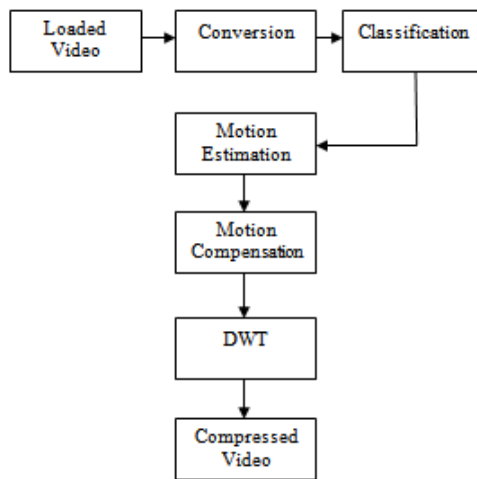 Loaded
Video
Conversion
Classification
Motion
Estimation
Motion
Compensation
DWT
Compressed
Video